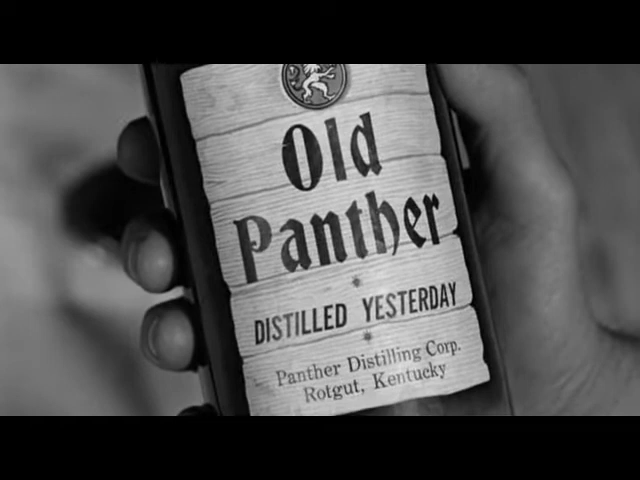 Old
Panther
DISTILLED YESTERDAY
Panther Distilling Corp.
Rotgut, Kentucky